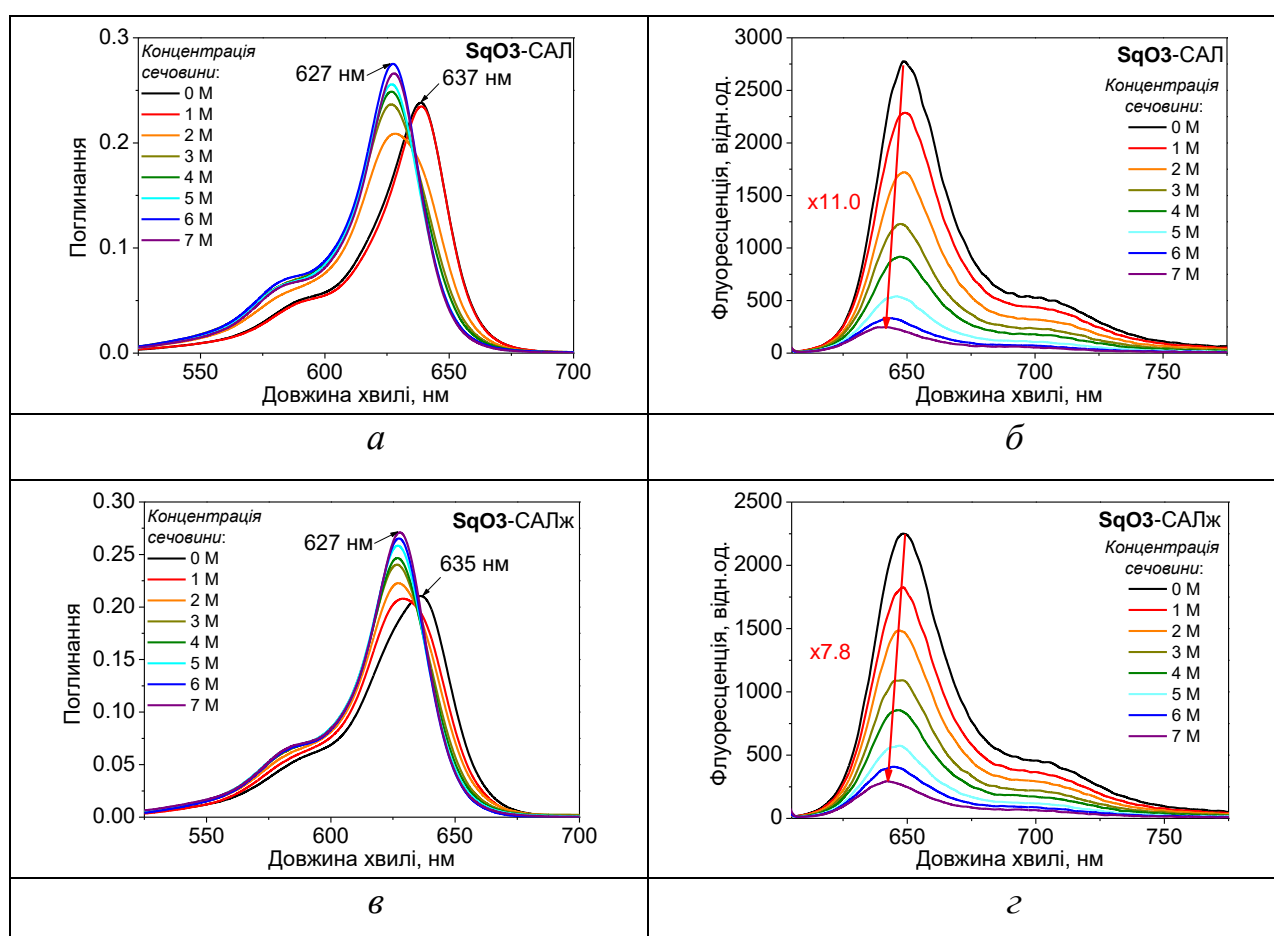 0.3
0.2
0.1
0.0
Поглинання
Концентрація
сечовини:
0 M
1 M
2 M
3 M
4 M
5 M
6 M
7 M
SqO3-САЛ
627 нм
637 нм
550
600
650
700
Довжина хвилі, нм
3000
2500
2000
1500
1000
500
0
Флуоресценція, відн.од.
SqO3-САЛ
Концентрація
сечовини:
0 M
1 M
2 M
3 M
4 M
5 M
6 M
7 M
x11.0
650
700
750
Довжина хвилі, нм
а
б
0.30
0.25
0.20
0.15
0.10
0.05
0.00
Поглинання
Концентрація
сечовини:
0 M
1 M
2 M
3 M
4 M
5 M
6 M
7 M
SqO3-САЛж
627 нм
635 нм
550
600
650
700
Довжина хвилі, нм
2500
2000
1500
1000
500
0
Флуоресценція, відн.од.
SqO3-САЛж
Концентрація
сечовини:
0 M
1 M
2 M
3 M
4 M
5 M
6 M
7 M
x7.8
650
700
750
Довжина хвилі, нм
в
г